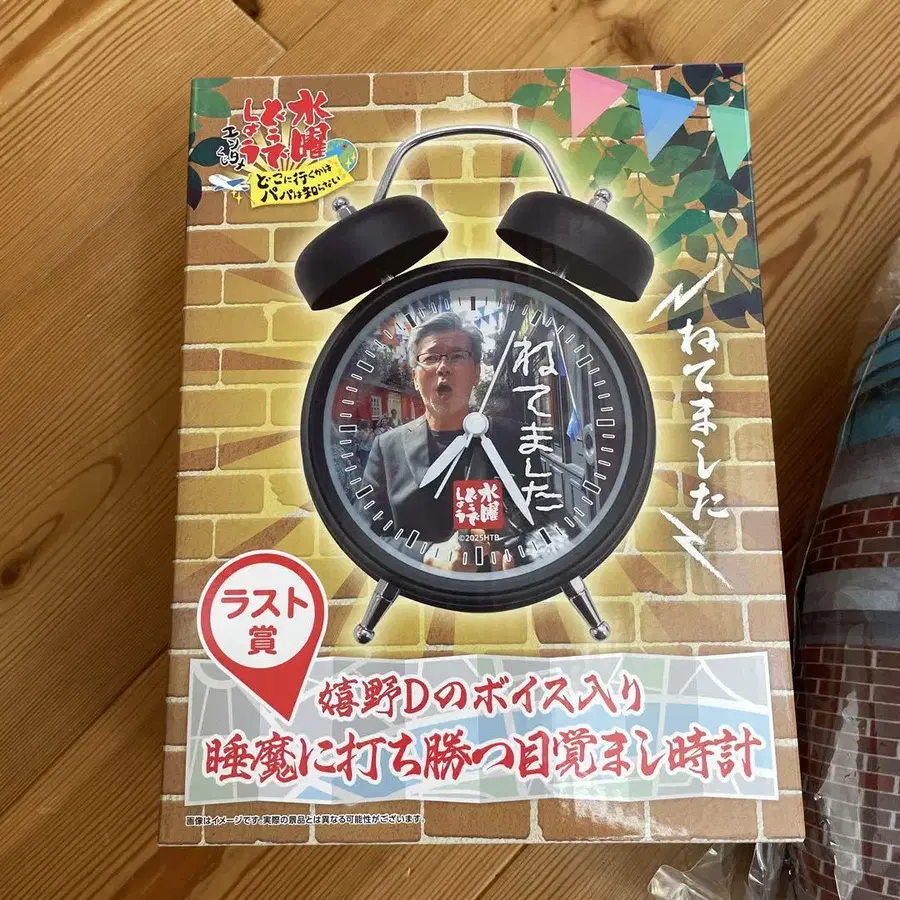 水曜
どうで
しょう
エンタメ
くじ
どこに行くかは
パパは知らない
ねてました
水曜
どうで
しょう
©2025HTB
ねてました
ラスト
賞
嬉野Dのボイス入り
睡魔に打ち勝つ目覚まし時計
画像はイメージです。実際の景品とは異なる可能性がございます。